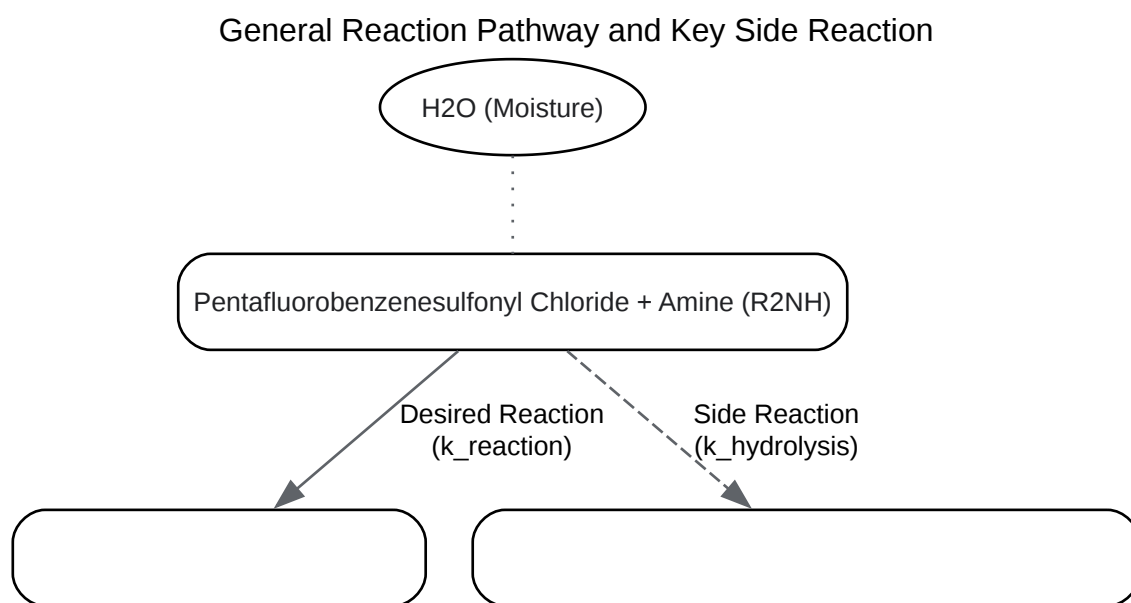 General Reaction Pathway and Key Side Reaction
H2O (Moisture)
Pentafluorobenzenesulfonyl Chloride + Amine (R2NH)
Desired Reaction
(k_reaction)
Side Reaction
(k_hydrolysis)